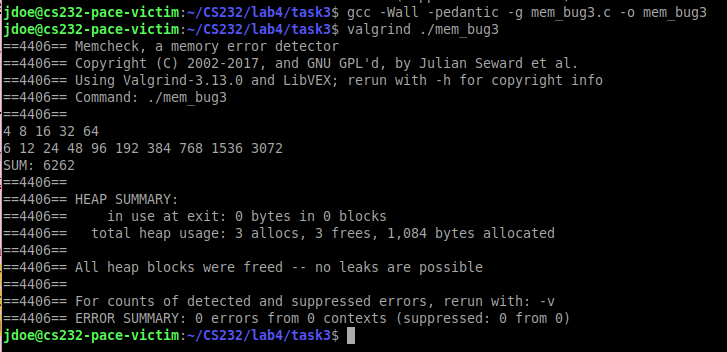 jdoe@cs232-pace-victim:~/CS232/lab4/task3$ gcc -Wall -pedantic -g mem_bug3.c -o mem_bug3
jdoe@cs232-pace-victim:~/CS232/lab4/task3$ valgrind ./mem_bug3
==4406== Memcheck, a memory error detector
==4406== Copyright (C) 2002-2017, and GNU GPL'd, by Julian Seward et al.
==4406== Using Valgrind-3.13.0 and LibVEX; rerun with -h for copyright info
==4406== Command: ./mem_bug3
==4406==
4 8 16 32 64
6 12 24 48 96 192 384 768 1536 3072
SUM: 6262
==4406==
==4406== HEAP SUMMARY:
==4406==     in use at exit: 0 bytes in 0 blocks
==4406==   total heap usage: 3 allocs, 3 frees, 1,084 bytes allocated
==4406==
==4406== All heap blocks were freed -- no leaks are possible
==4406==
==4406== For counts of detected and suppressed errors, rerun with: -v
==4406== ERROR SUMMARY: 0 errors from 0 contexts (suppressed: 0 from 0)
jdoe@cs232-pace-victim:~/CS232/lab4/task3$